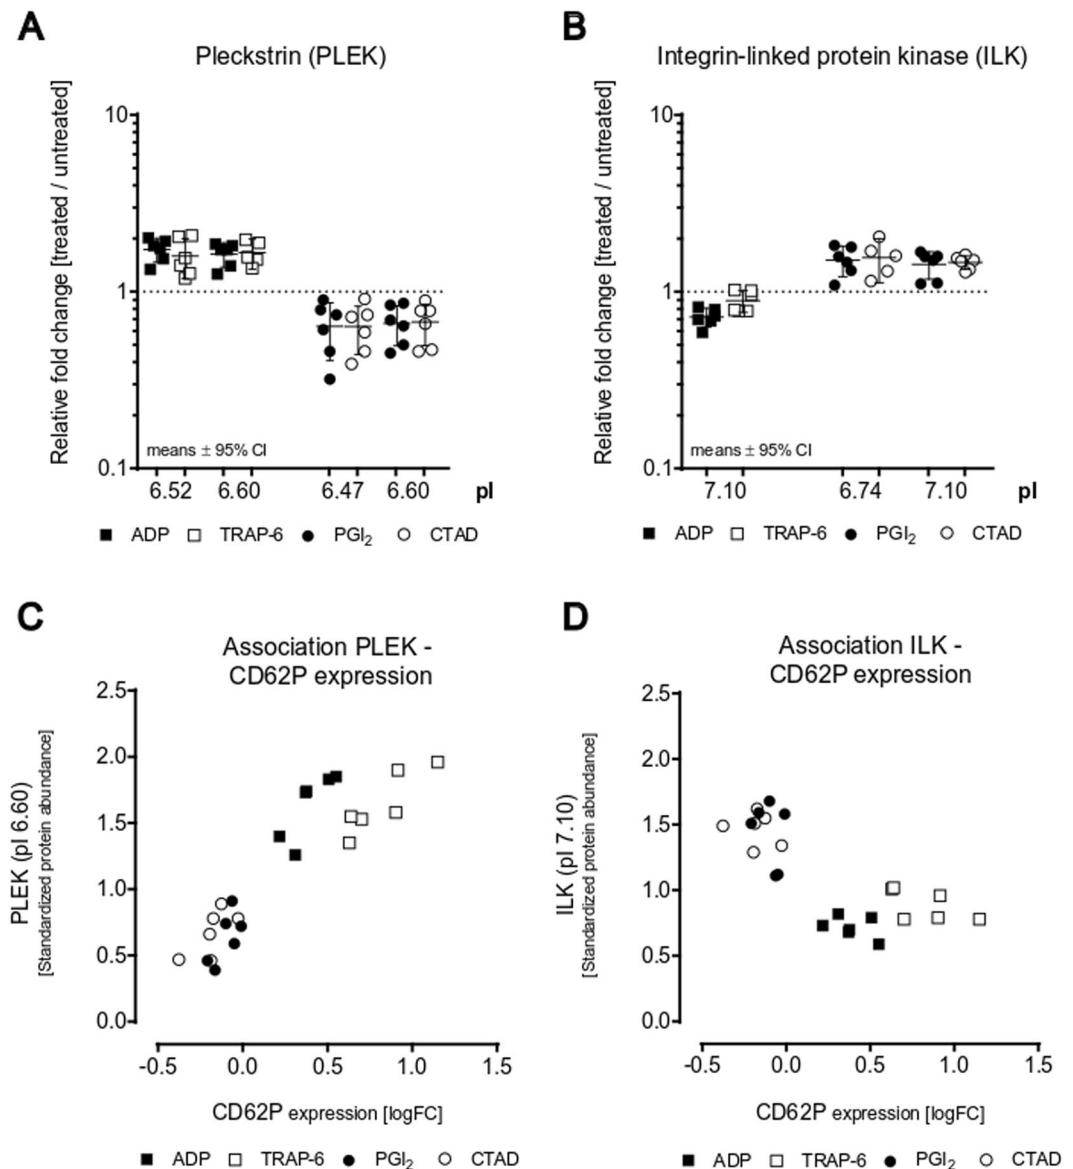 A
Pleckstrin (PLEK)
Relative fold change [treated / untreated]
10
1
0.1
means ± 95% CI
6.52 6.60 6.47 6.60 pI
ADP TRAP-6 PGI₂ CTAD
B
Integrin-linked protein kinase (ILK)
Relative fold change [treated / untreated]
10
1
0.1
means ± 95% CI
7.10 6.74 7.10 pI
ADP TRAP-6 PGI₂ CTAD
C
Association PLEK -
CD62P expression
PLEK (pI 6.60)
[Standardized protein abundance]
2.5
2.0
1.5
1.0
0.5
0.0
-0.5 0.0 0.5 1.0 1.5
CD62P expression [logFC]
ADP TRAP-6 PGI₂ CTAD
D
Association ILK -
CD62P expression
ILK (pI 7.10)
[Standardized protein abundance]
2.5
2.0
1.5
1.0
0.5
0.0
-0.5 0.0 0.5 1.0 1.5
CD62P expression [logFC]
ADP TRAP-6 PGI₂ CTAD